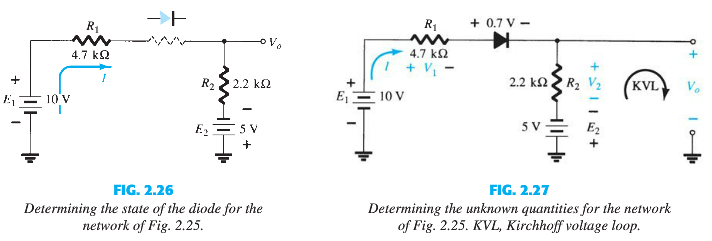 R₁
4.7 kΩ
I
+
E₁
10 V
−
R₂
2.2 kΩ
−
E₂
5 V
+
Vₒ
FIG. 2.26
Determining the state of the diode for the
network of Fig. 2.25.
R₁
+ 0.7 V −
4.7 kΩ
I
+ V₁ −
+
E₁
10 V
−
2.2 kΩ
R₂
+
V₂
−
KVL
+
Vₒ
−
5 V
−
E₂
+
FIG. 2.27
Determining the unknown quantities for the network
of Fig. 2.25. KVL, Kirchhoff voltage loop.